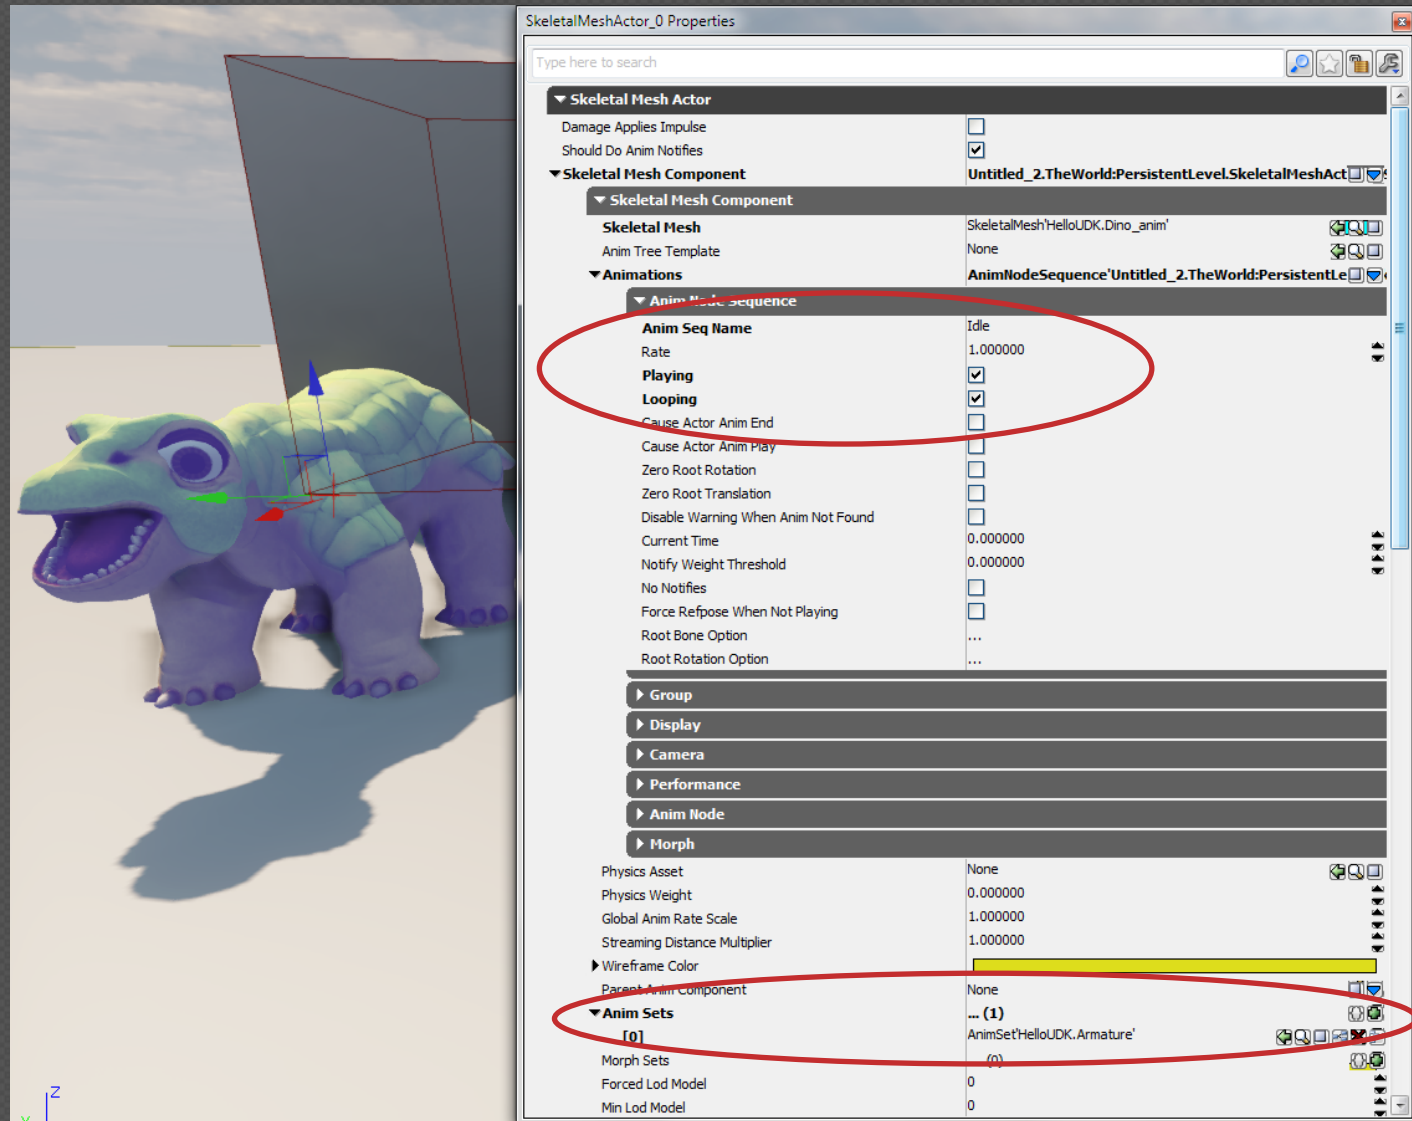 SkeletalMeshActor_0 Properties
Type here to search
Skeletal Mesh Actor
Damage Applies Impulse
Should Do Anim Notifies
Skeletal Mesh Component Untitled_2.TheWorld:PersistentLevel.SkeletalMeshAct
Skeletal Mesh Component
Skeletal Mesh SkeletalMesh'HelloUDK.Dino_anim'
Anim Tree Template None
Animations AnimNodeSequence'Untitled_2.TheWorld:PersistentLe
Anim Node Sequence
Anim Seq Name Idle
Rate 1.000000
Playing
Looping
Cause Actor Anim End
Cause Actor Anim Play
Zero Root Rotation
Zero Root Translation
Disable Warning When Anim Not Found
Current Time 0.000000
Notify Weight Threshold 0.000000
No Notifies
Force Refpose When Not Playing
Root Bone Option ...
Root Rotation Option ...
Group
Display
Camera
Performance
Anim Node
Morph
Physics Asset None
Physics Weight 0.000000
Global Anim Rate Scale 1.000000
Streaming Distance Multiplier 1.000000
Wireframe Color
Parent Anim Component None
Anim Sets ... (1)
[0] AnimSet'HelloUDK.Armature'
Morph Sets (0)
Forced Lod Model 0
Min Lod Model 0
Z
Y